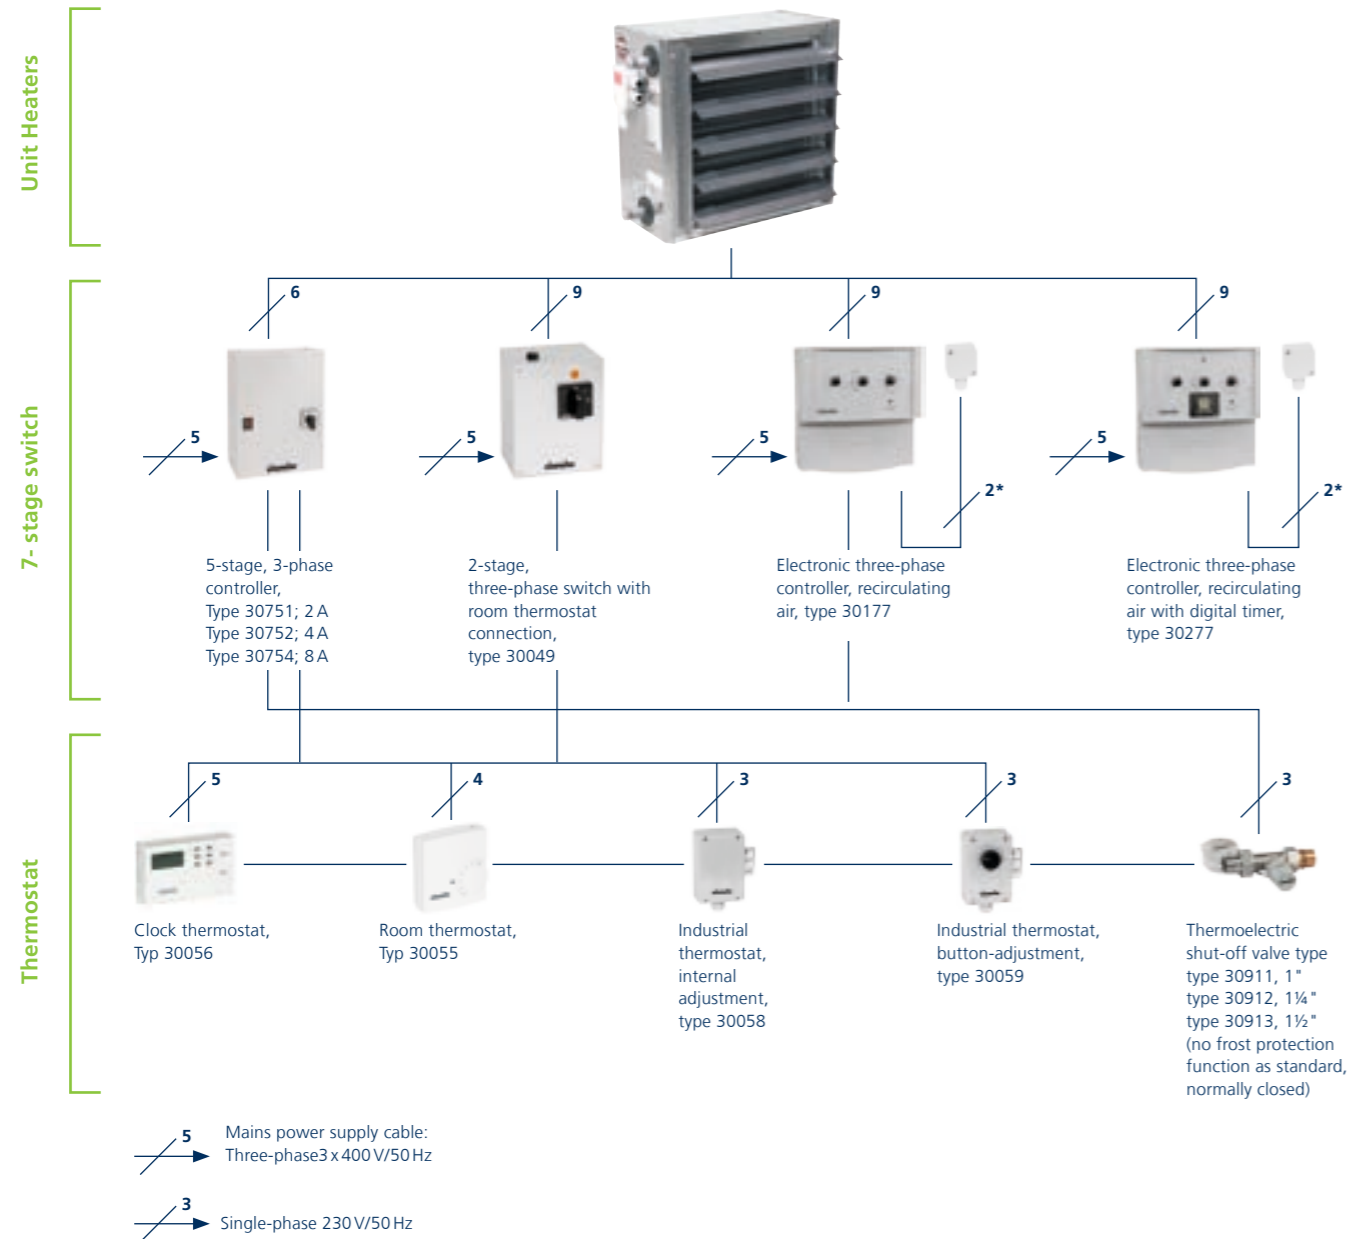 Unit Heaters
6
9
9
9
7- stage switch
5
5
5
5
2*
2*
5-stage, 3-phase
controller,
Type 30751; 2 A
Type 30752; 4 A
Type 30754; 8 A
2-stage,
three-phase switch with
room thermostat
connection,
type 30049
Electronic three-phase
controller, recirculating
air, type 30177
Electronic three-phase
controller, recirculating
air with digital timer,
type 30277
Thermostat
5
4
3
3
3
Clock thermostat,
Typ 30056
Room thermostat,
Typ 30055
Industrial
thermostat,
internal
adjustment,
type 30058
Industrial thermostat,
button-adjustment,
type 30059
Thermoelectric
shut-off valve type
type 30911, 1"
type 30912, 1¼"
type 30913, 1½"
(no frost protection
function as standard,
normally closed)
5
Mains power supply cable:
Three-phase3 x 400 V/50 Hz
3
Single-phase 230 V/50 Hz